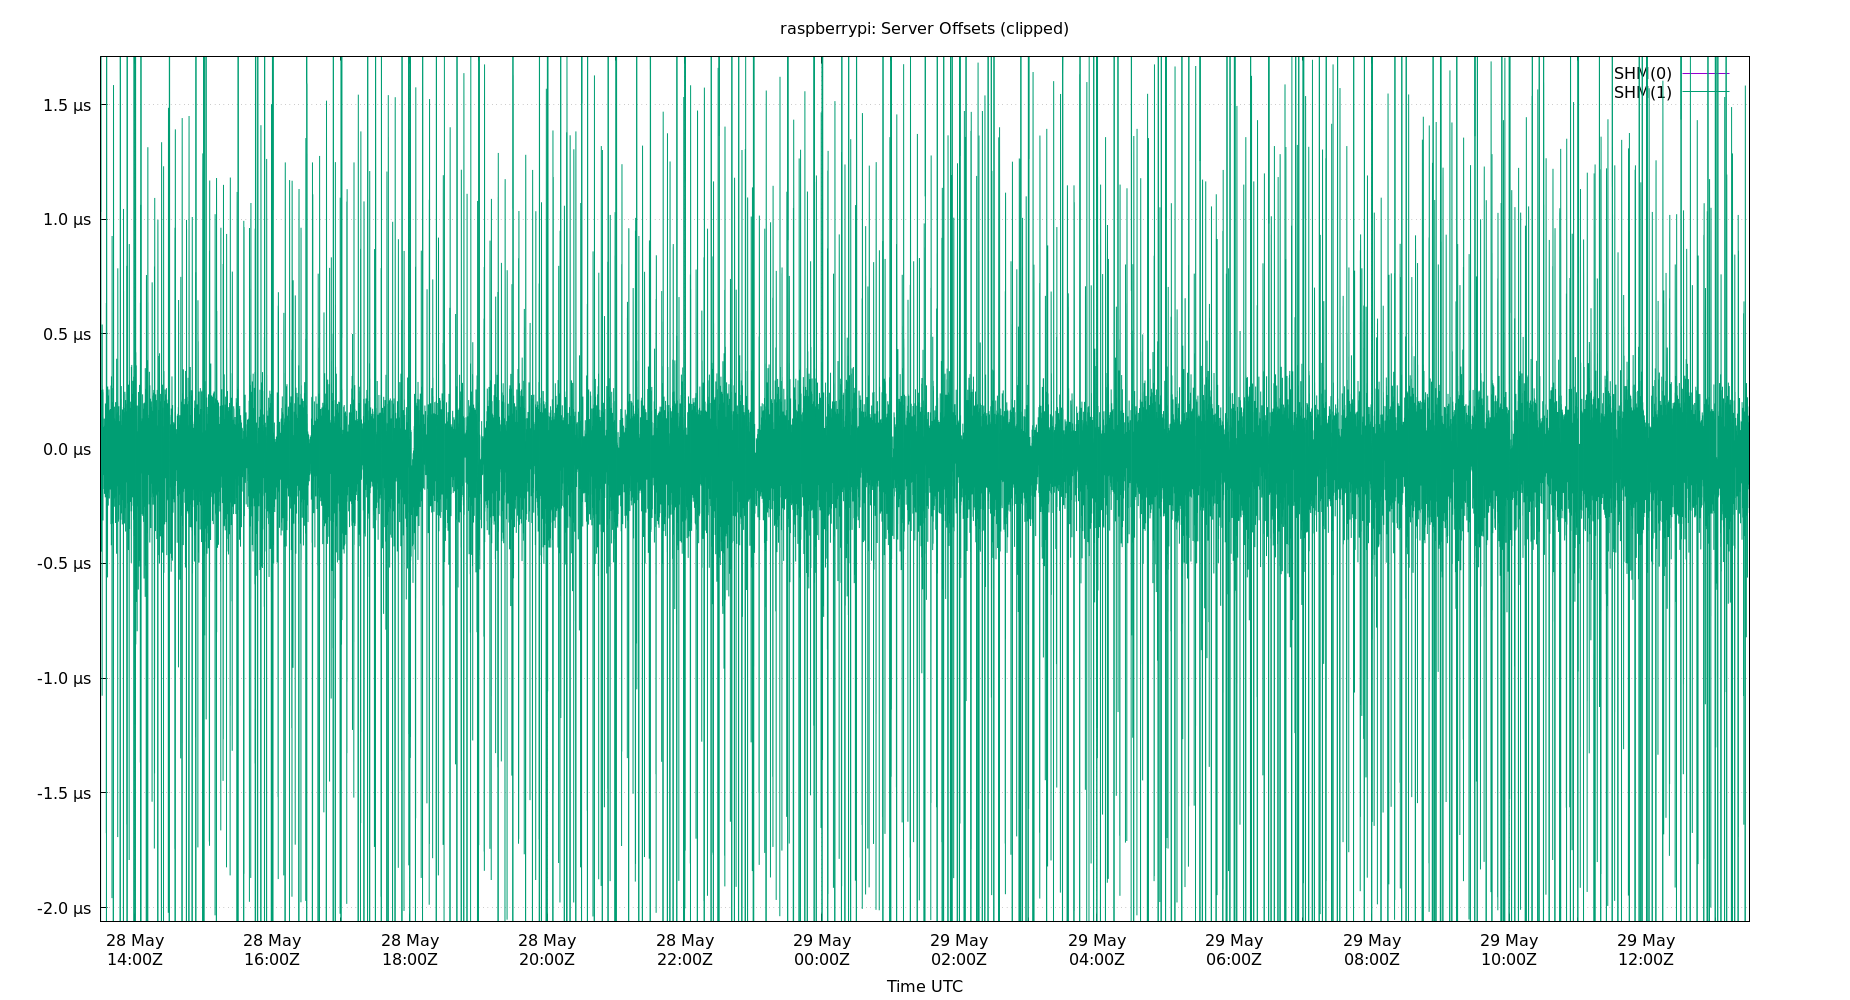 raspberrypi: Server Offsets (clipped)
SHM(0)
SHM(1)
1.5 µs
1.0 µs
0.5 µs
0.0 µs
-0.5 µs
-1.0 µs
-1.5 µs
-2.0 µs
28 May 28 May 28 May 28 May 28 May 29 May 29 May 29 May 29 May 29 May 29 May 29 May
14:00Z 16:00Z 18:00Z 20:00Z 22:00Z 00:00Z 02:00Z 04:00Z 06:00Z 08:00Z 10:00Z 12:00Z
Time UTC